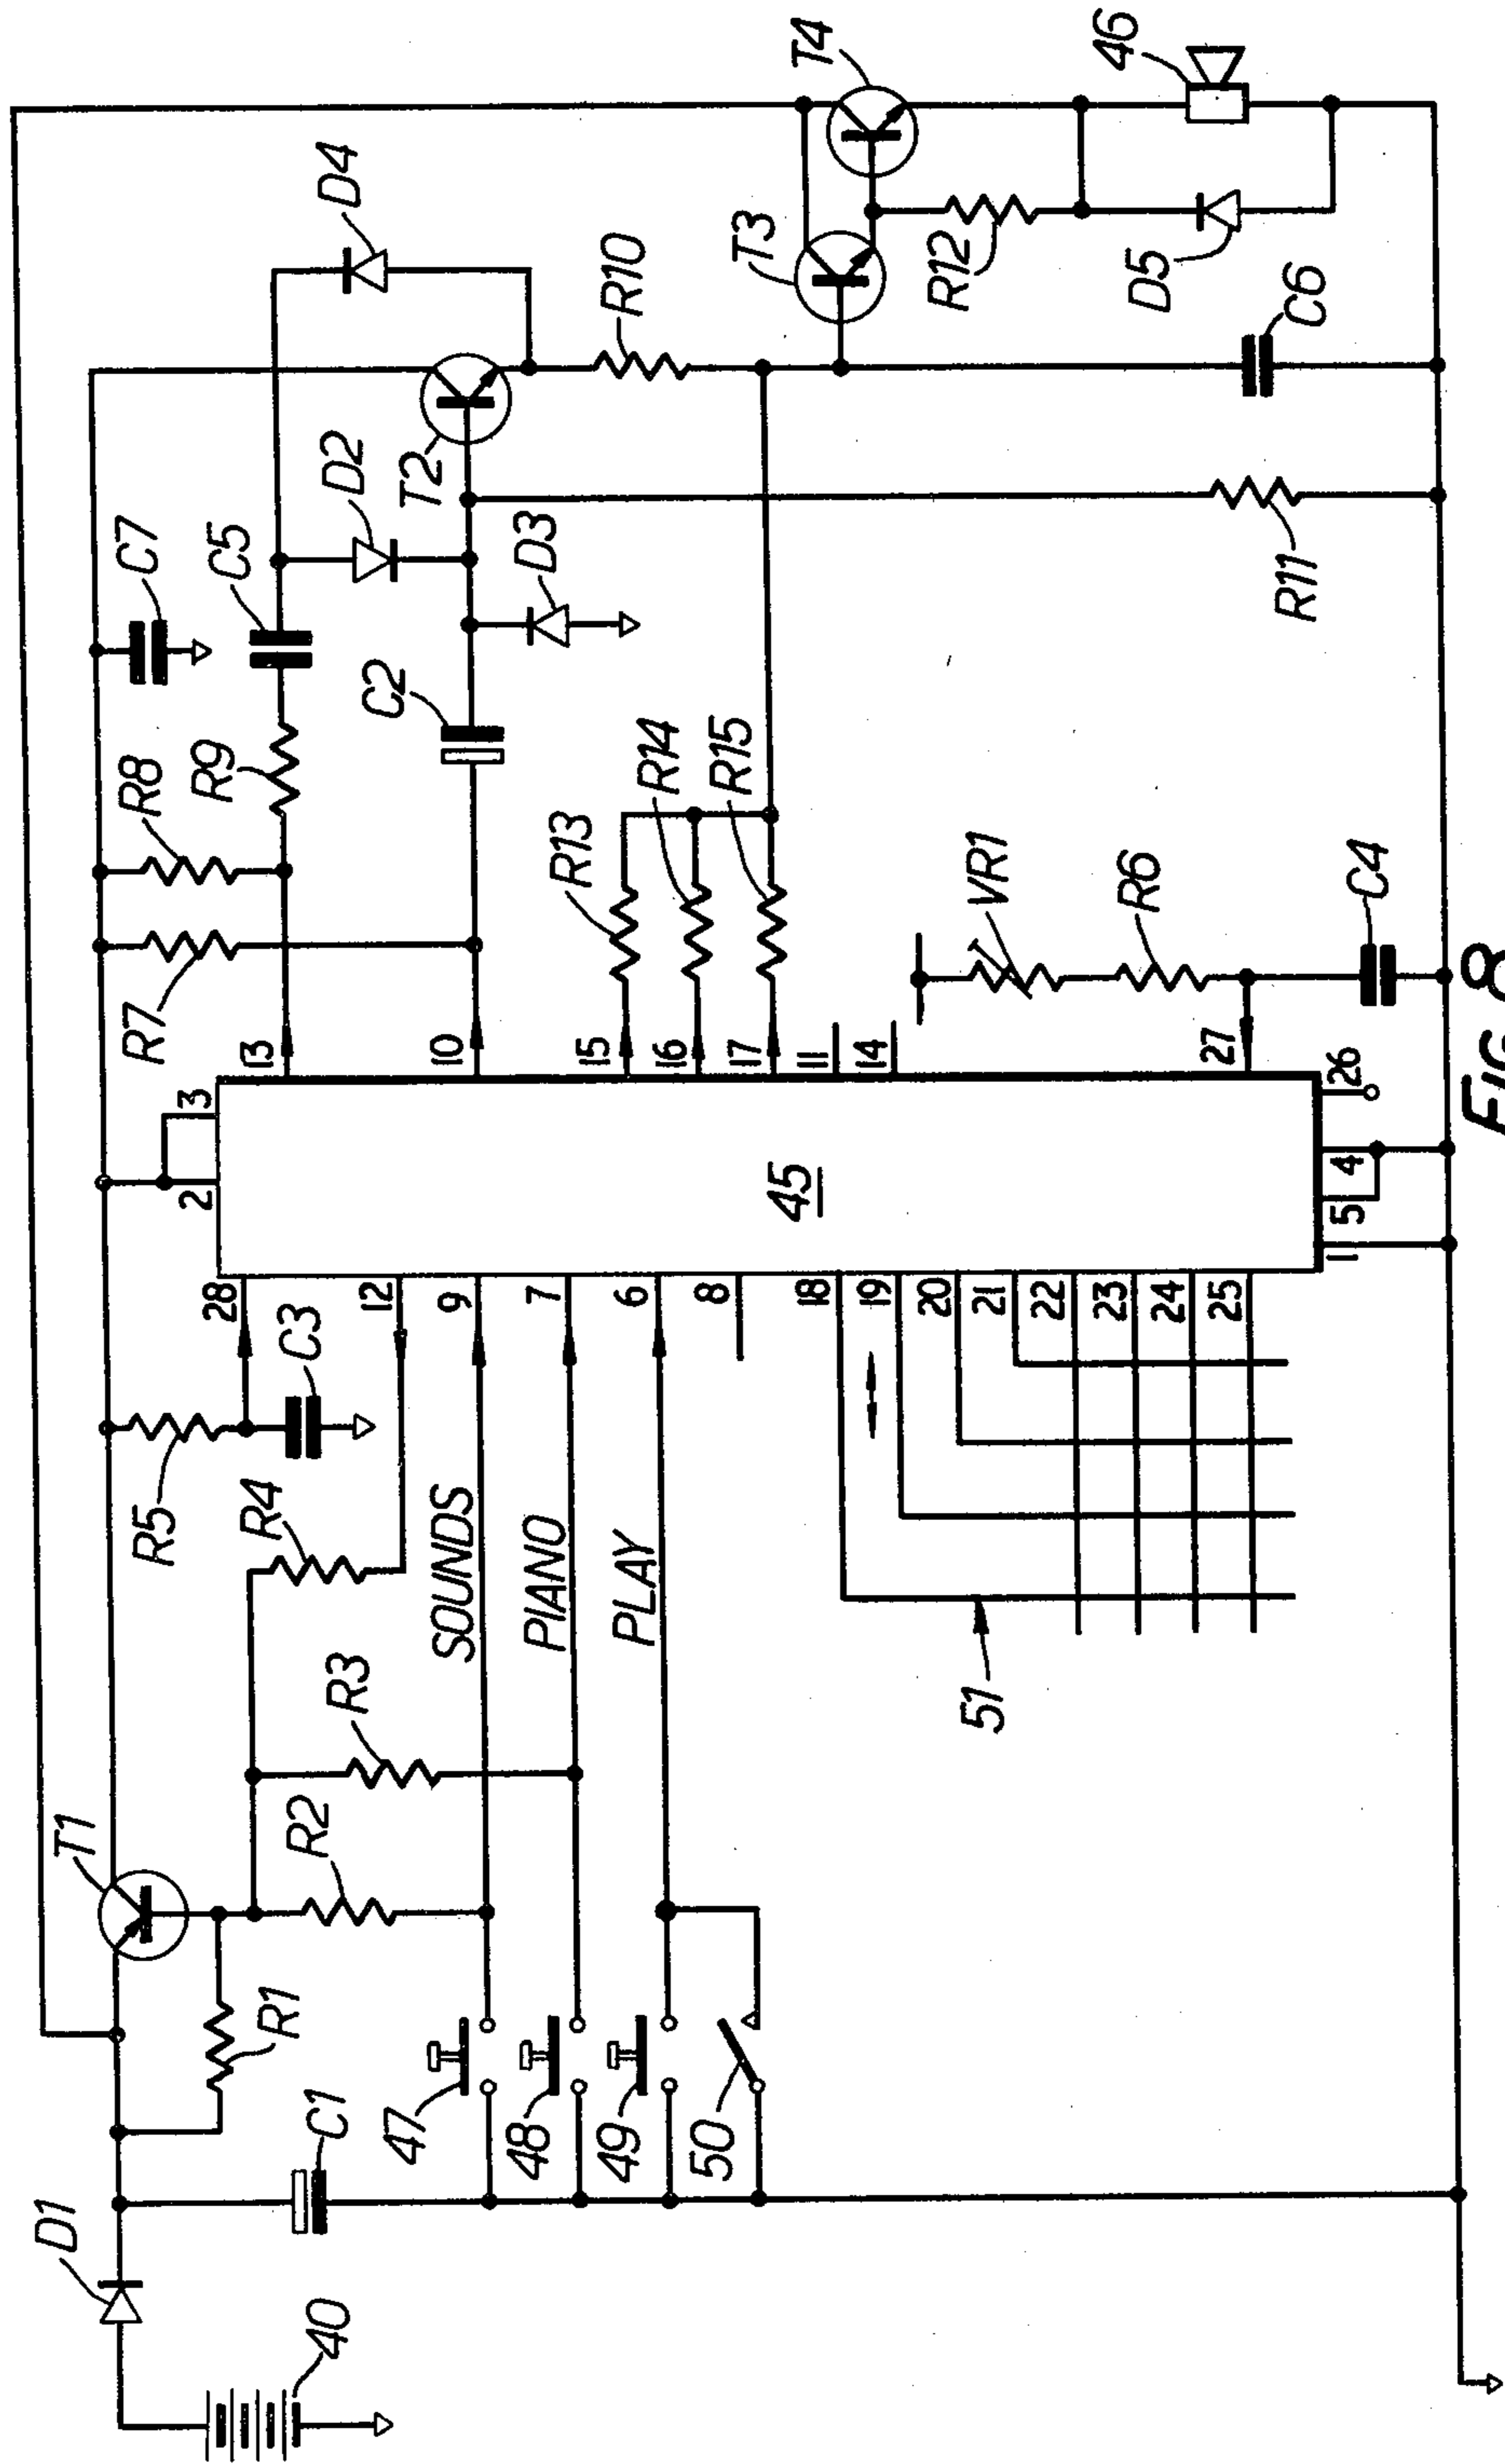 D1
40
C1
R1
T1
47
48
49
50
R2
R3
R4
R5
C3
SOUNDS
PIANO
PLAY
51
28
12
9
7
6
8
18
19
20
21
22
23
24
25
2
3
45
1
5
4
26
13
10
15
16
17
11
14
27
R7
R8
R9
C7
C5
C2
D2
D3
D4
T2
R10
R13
R14
R15
VR1
R6
C4
R11
T3
T4
R12
D5
C6
46
FIG.8